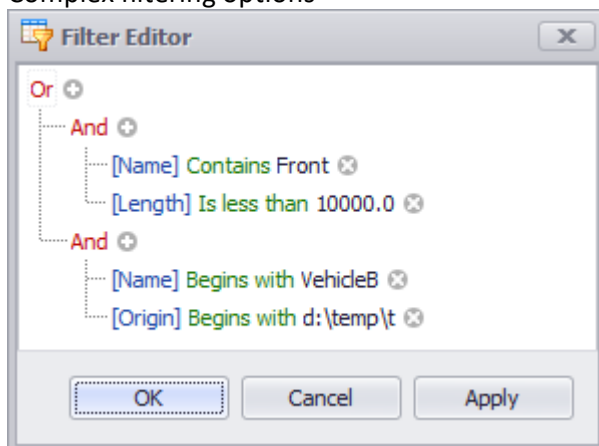 Complex filtering options
Filter Editor
Or
And
[Name] Contains Front
[Length] Is less than 10000.0
And
[Name] Begins with VehicleB
[Origin] Begins with d:\temp\t
OK Cancel Apply